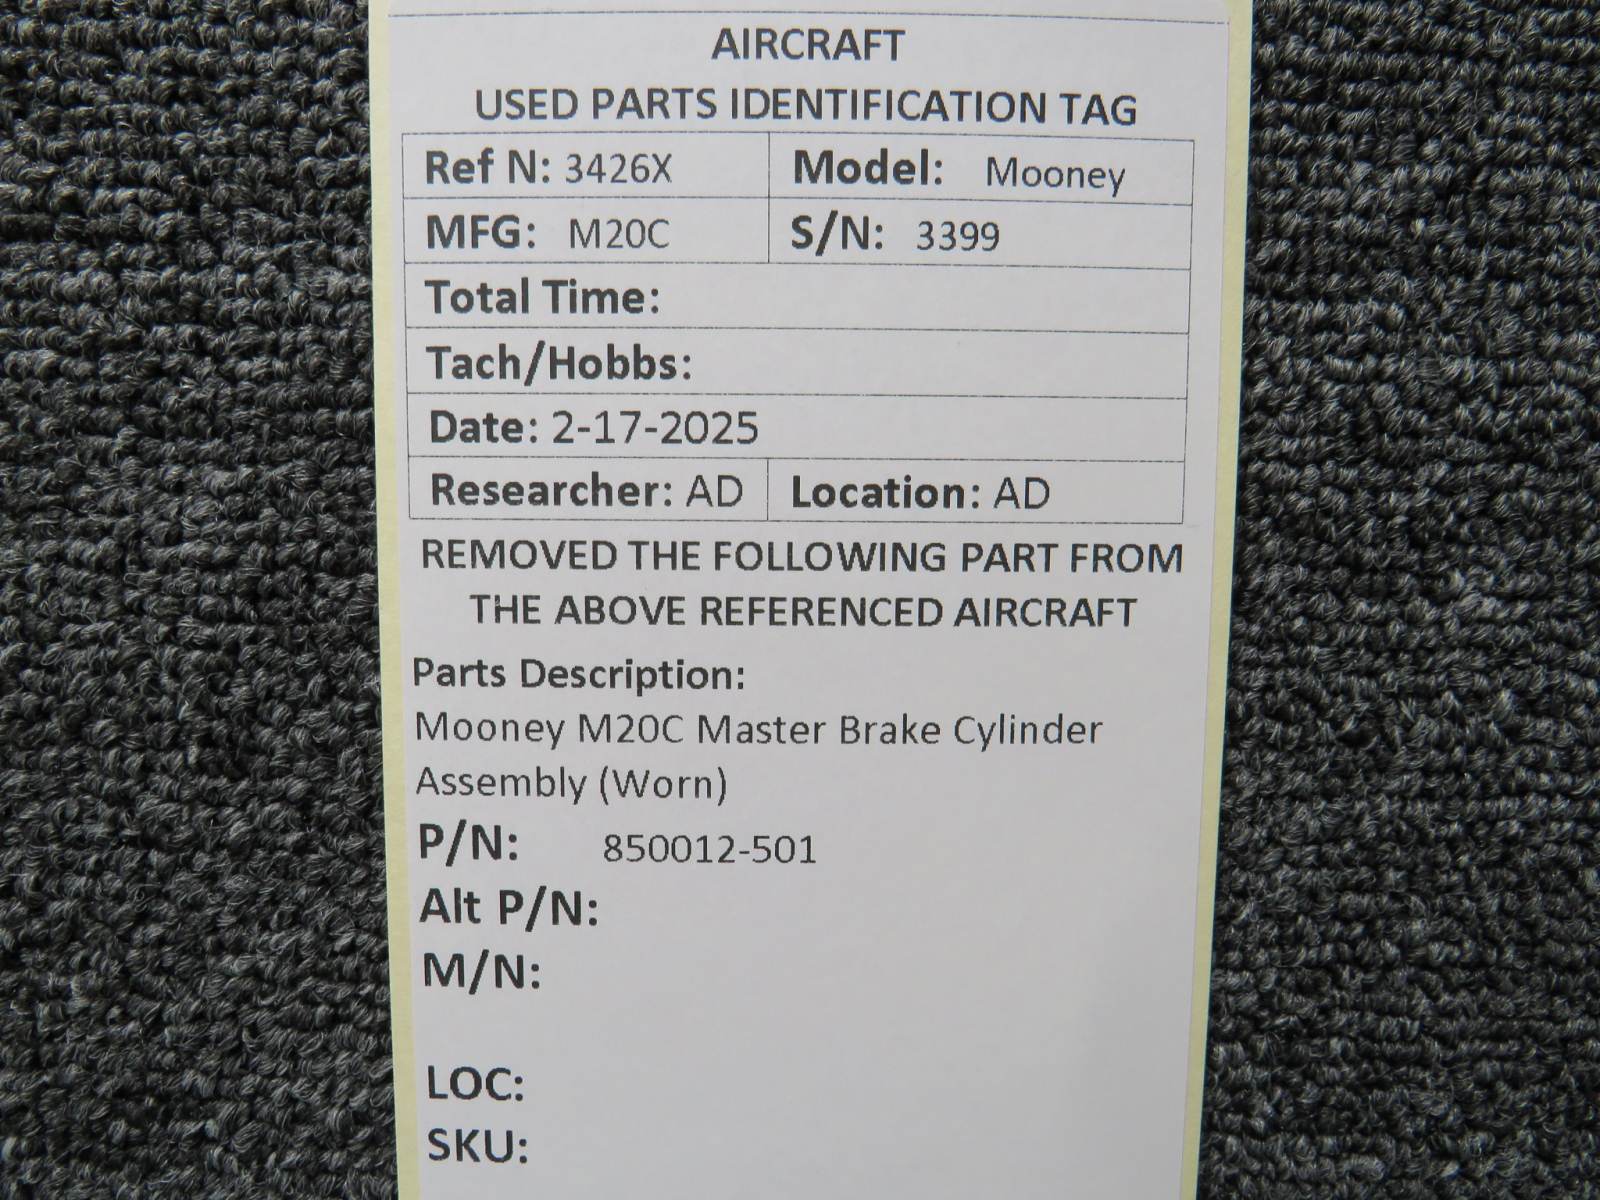 AIRCRAFT
USED PARTS IDENTIFICATION TAG
Ref N: 3426X Model: Mooney
MFG: M20C S/N: 3399
Total Time:
Tach/Hobbs:
Date: 2-17-2025
Researcher: AD Location: AD
REMOVED THE FOLLOWING PART FROM
THE ABOVE REFERENCED AIRCRAFT
Parts Description:
Mooney M20C Master Brake Cylinder
Assembly (Worn)
P/N: 850012-501
Alt P/N:
M/N:
LOC:
SKU: